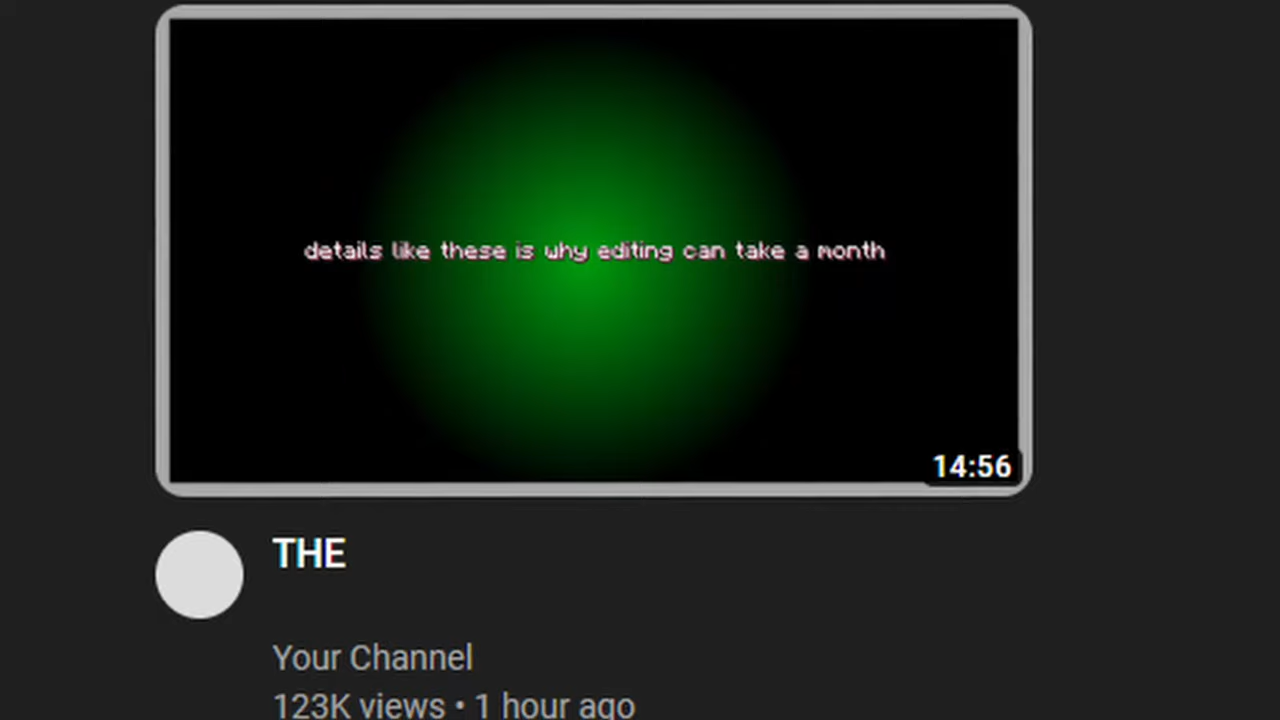 details like these is why editing can take a month
14:56
THE
Your Channel
123K views • 1 hour ago